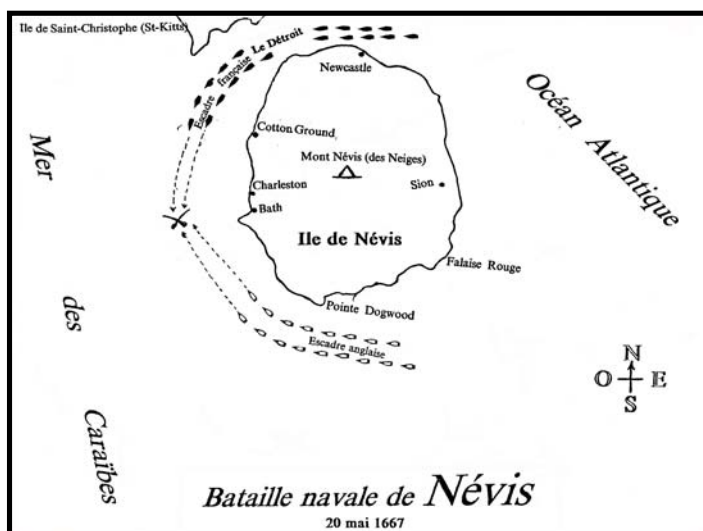 Ile de Saint-Christophe (St-Kitts)
Le Détroit
Escadre française
Newcastle
Océan Atlantique
Mer des Caraïbes
Cotton Ground
Mont Névis (des Neiges)
Charleston
Sion
Bath
Ile de Névis
Falaise Rouge
Pointe Dogwood
Escadre anglaise
N
O E
S
Bataille navale de Névis
20 mai 1667